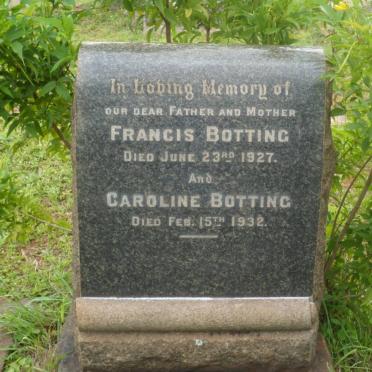 In Loving Memory of
OUR DEAR FATHER AND MOTHER
FRANCIS BOTTING
DIED JUNE 23RD 1927.
And
CAROLINE BOTTING
DIED FEB. 15TH 1932.